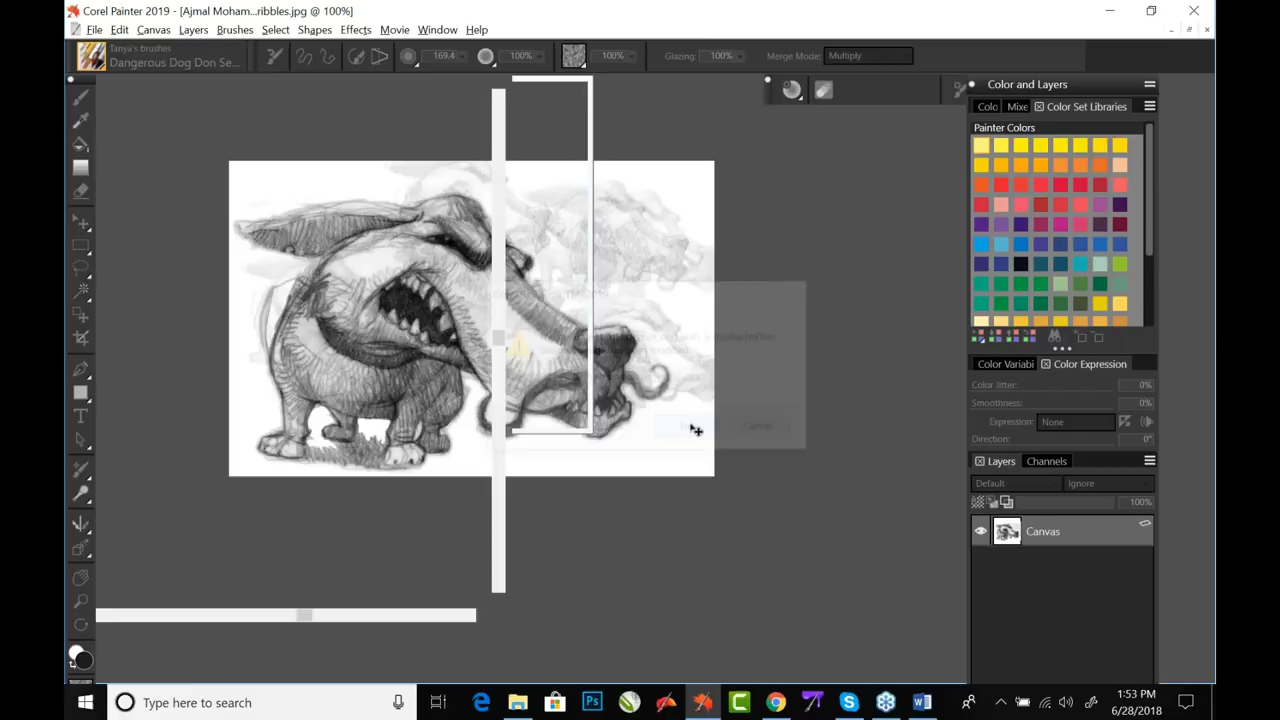 Corel Painter 2019 - [Ajmal Moham...ribbles.jpg @ 100%]
File Edit Canvas Layers Brushes Select Shapes Effects Movie Window Help
Tanya's brushes
Dangerous Dog Don Se...
169.4 100% 100% Glazing: 100% Merge Mode: Multiply
Color and Layers
Colo Mixe Color Set Libraries
Painter Colors
Color Variabi Color Expression
Color Jitter: 0%
Smoothness: 0%
Expression: None
Direction: 0°
Layers Channels
Default Ignore
100%
Canvas
Cancel
Type here to search
1:53 PM
6/28/2018